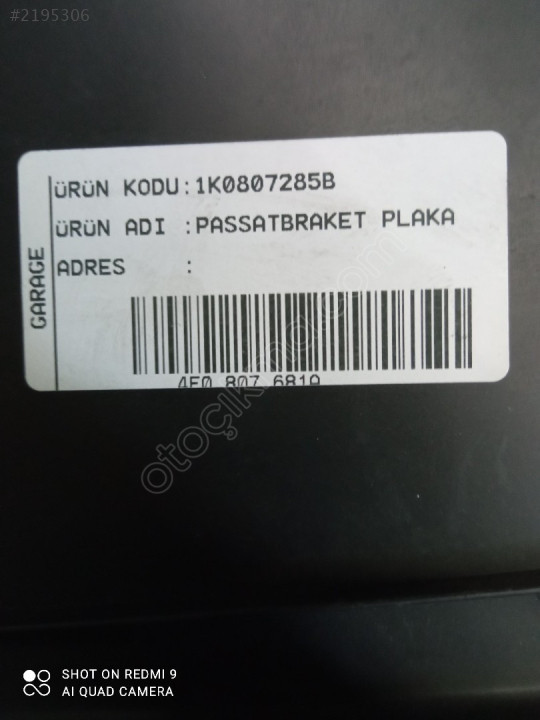 #2195306
ÜRÜN KODU:1K0807285B
ÜRÜN ADI :PASSATBRAKET PLAKA
ADRES :
GARAGE
4E0 807 681A
otoçıkma.com
SHOT ON REDMI 9
AI QUAD CAMERA